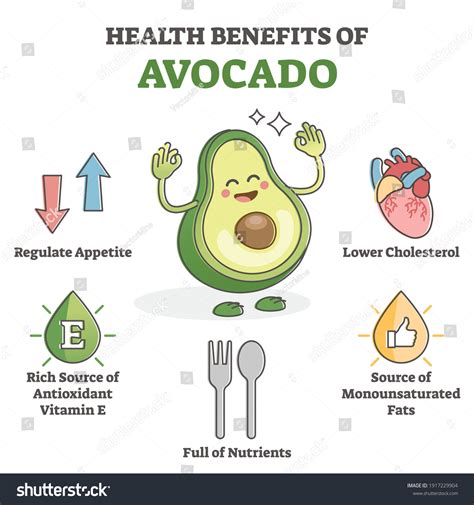 HEALTH BENEFITS OF
AVOCADO
Regulate Appetite
Lower Cholesterol
E
Rich Source of
Antioxidant
Vitamin E
Source of
Monounsaturated
Fats
Full of Nutrients
shutterstock®
IMAGE ID: 1917229904
www.shutterstock.com